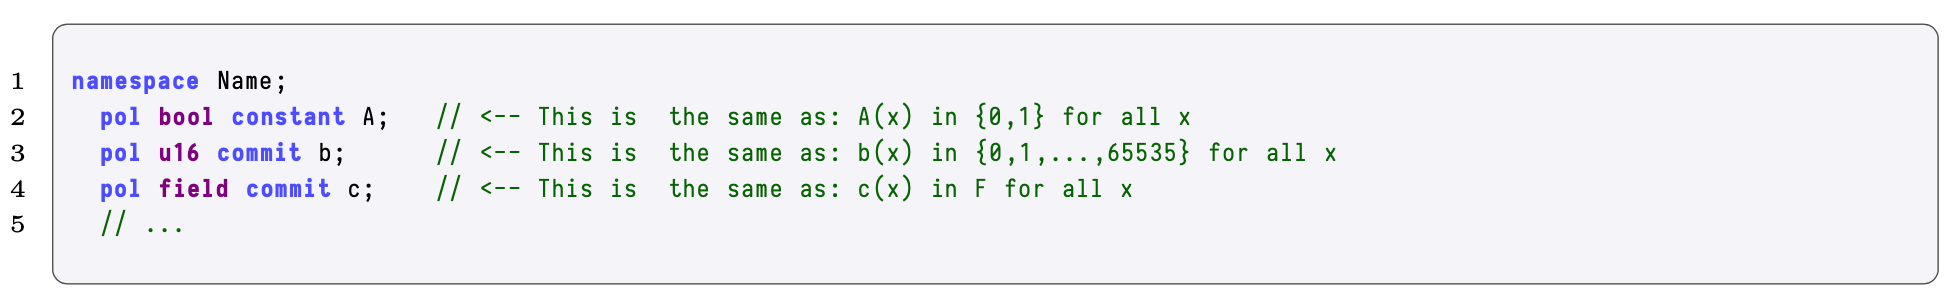 1 namespace Name;
2 pol bool constant A; // <-- This is the same as: A(x) in {0,1} for all x
3 pol u16 commit b; // <-- This is the same as: b(x) in {0,1,...,65535} for all x
4 pol field commit c; // <-- This is the same as: c(x) in F for all x
5 // ...